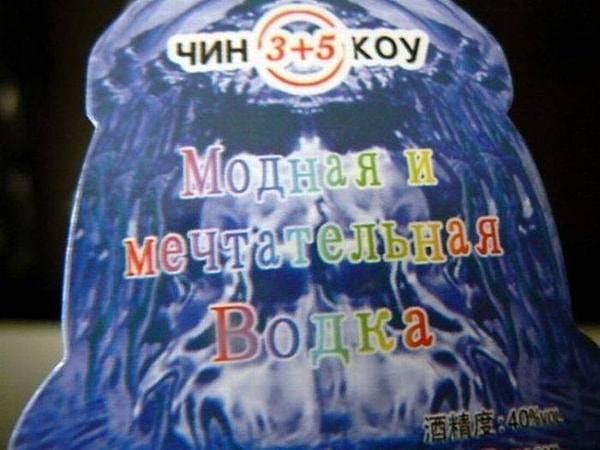 ЧИН 3+5 КОУ
Модная и
мечтательная
Водка
酒精度:40%VOL